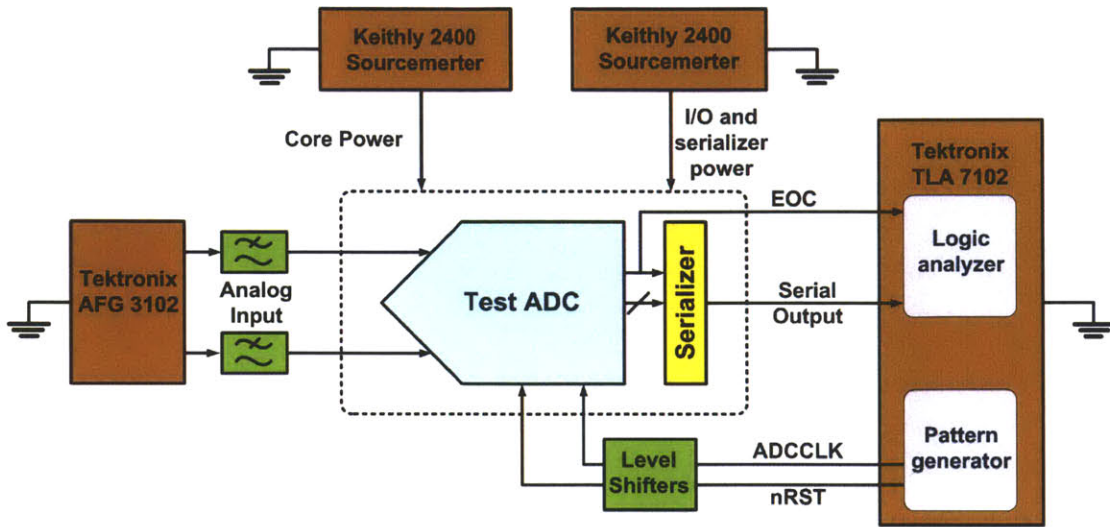 Keithly 2400
Sourcemerter
Keithly 2400
Sourcemerter
Core Power
I/O and
serializer
power
Tektronix
TLA 7102
EOC
Logic
analyzer
Tektronix
AFG 3102
Analog
Input
Test ADC
Serializer
Serial
Output
Level
Shifters
ADCCLK
nRST
Pattern
generator